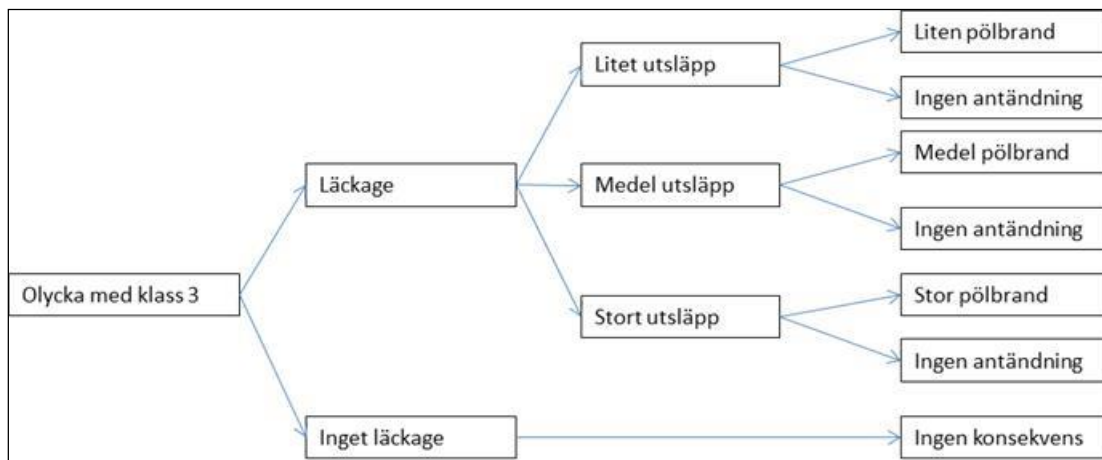 Olycka med klass 3
Läckage
Inget läckage
Litet utsläpp
Medel utsläpp
Stort utsläpp
Liten pölbrand
Ingen antändning
Medel pölbrand
Ingen antändning
Stor pölbrand
Ingen antändning
Ingen konsekvens